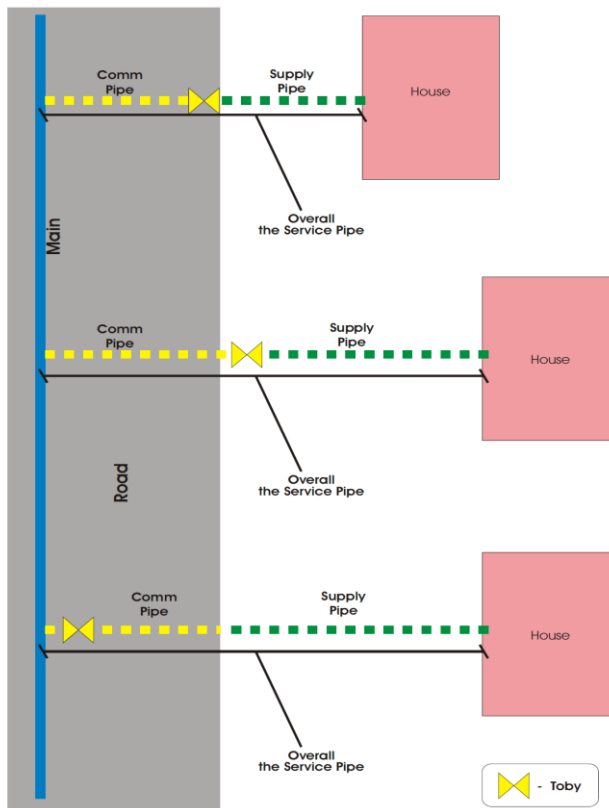 Comm
Pipe
Supply
Pipe
House
Overall
the Service Pipe
Main
Comm
Pipe
Supply
Pipe
House
Overall
the Service Pipe
Road
Comm
Pipe
Supply
Pipe
House
Overall
the Service Pipe
- Toby